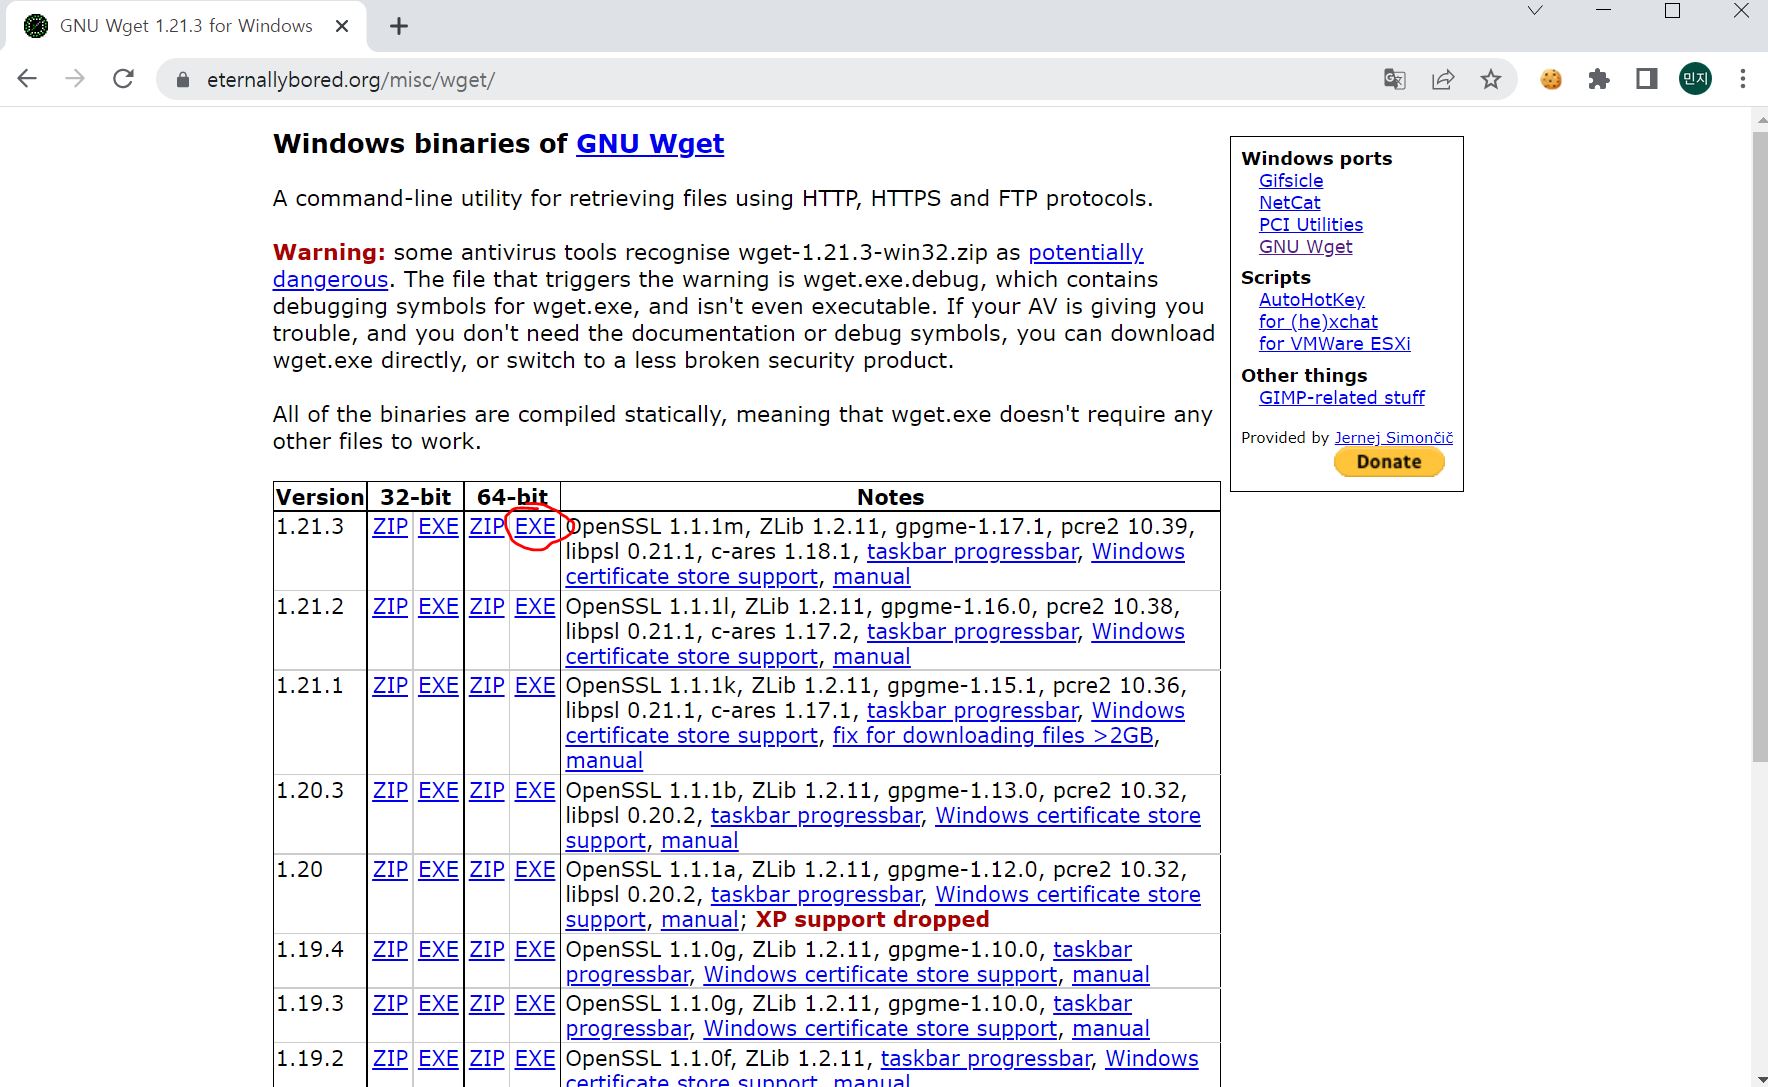 GNU Wget 1.21.3 for Windows
eternallybored.org/misc/wget/
민지
Windows binaries of GNU Wget
A command-line utility for retrieving files using HTTP, HTTPS and FTP protocols.
Warning: some antivirus tools recognise wget-1.21.3-win32.zip as potentially
dangerous. The file that triggers the warning is wget.exe.debug, which contains
debugging symbols for wget.exe, and isn't even executable. If your AV is giving you
trouble, and you don't need the documentation or debug symbols, you can download
wget.exe directly, or switch to a less broken security product.
All of the binaries are compiled statically, meaning that wget.exe doesn't require any
other files to work.
Version 32-bit 64-bit Notes
1.21.3 ZIP EXE ZIP EXE OpenSSL 1.1.1m, ZLib 1.2.11, gpgme-1.17.1, pcre2 10.39,
libpsl 0.21.1, c-ares 1.18.1, taskbar progressbar, Windows
certificate store support, manual
1.21.2 ZIP EXE ZIP EXE OpenSSL 1.1.1l, ZLib 1.2.11, gpgme-1.16.0, pcre2 10.38,
libpsl 0.21.1, c-ares 1.17.2, taskbar progressbar, Windows
certificate store support, manual
1.21.1 ZIP EXE ZIP EXE OpenSSL 1.1.1k, ZLib 1.2.11, gpgme-1.15.1, pcre2 10.36,
libpsl 0.21.1, c-ares 1.17.1, taskbar progressbar, Windows
certificate store support, fix for downloading files >2GB,
manual
1.20.3 ZIP EXE ZIP EXE OpenSSL 1.1.1b, ZLib 1.2.11, gpgme-1.13.0, pcre2 10.32,
libpsl 0.20.2, taskbar progressbar, Windows certificate store
support, manual
1.20 ZIP EXE ZIP EXE OpenSSL 1.1.1a, ZLib 1.2.11, gpgme-1.12.0, pcre2 10.32,
libpsl 0.20.2, taskbar progressbar, Windows certificate store
support, manual; XP support dropped
1.19.4 ZIP EXE ZIP EXE OpenSSL 1.1.0g, ZLib 1.2.11, gpgme-1.10.0, taskbar
progressbar, Windows certificate store support, manual
1.19.3 ZIP EXE ZIP EXE OpenSSL 1.1.0g, ZLib 1.2.11, gpgme-1.10.0, taskbar
progressbar, Windows certificate store support, manual
1.19.2 ZIP EXE ZIP EXE OpenSSL 1.1.0f, ZLib 1.2.11, taskbar progressbar, Windows
certificate store support, manual
Windows ports
Gifsicle
NetCat
PCI Utilities
GNU Wget
Scripts
AutoHotKey
for (he)xchat
for VMWare ESXi
Other things
GIMP-related stuff
Provided by Jernej Simončič
Donate